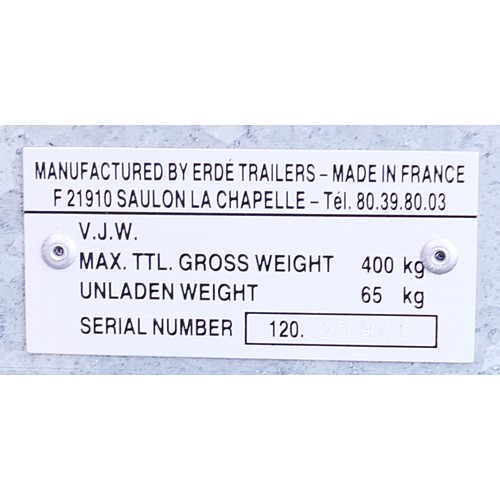 MANUFACTURED BY ERDÉ TRAILERS – MADE IN FRANCE
F 21910 SAULON LA CHAPELLE – Tél. 80.39.80.03
V.J.W.
MAX. TTL. GROSS WEIGHT 400 kg
UNLADEN WEIGHT 65 kg
SERIAL NUMBER 120.